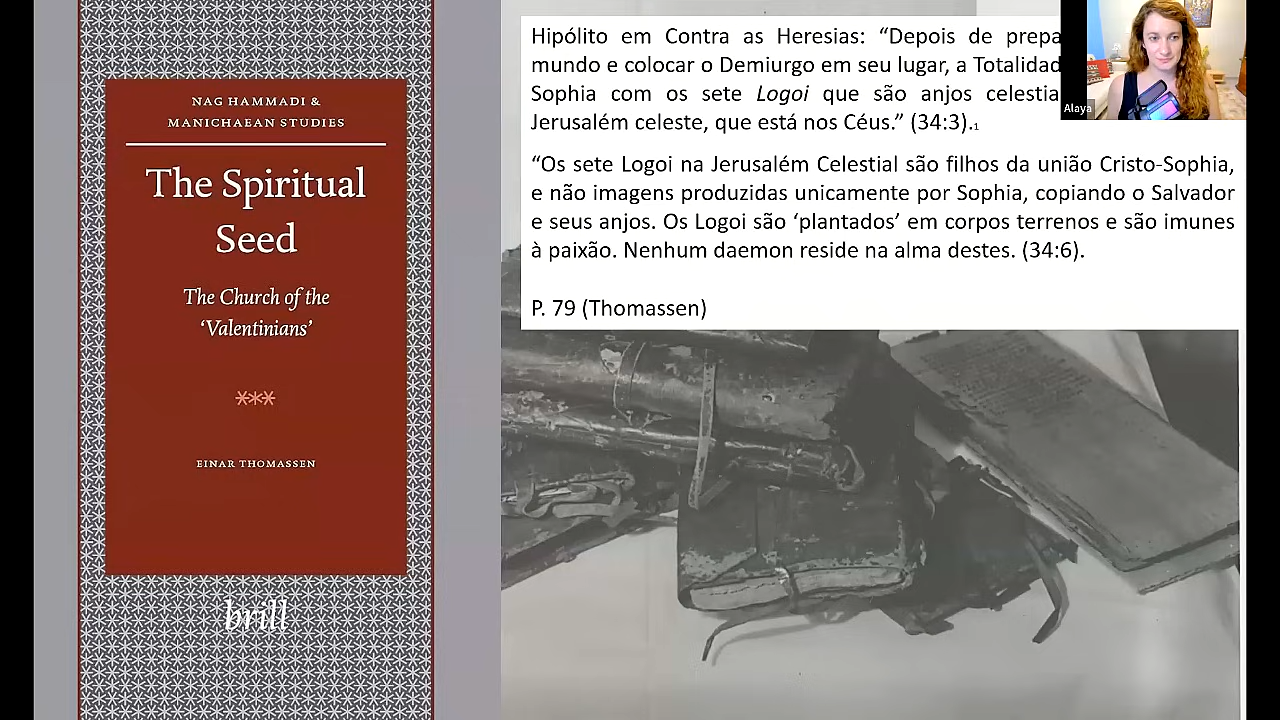 NAG HAMMADI &
MANICHAEAN STUDIES
The Spiritual
Seed
The Church of the
‘Valentinians’
EINAR THOMASSEN
brill
Hipólito em Contra as Heresias: “Depois de
mundo e colocar o Demiurgo em seu lugar, a
Sophia com os sete Logoi que são anjos
Jerusalém celeste, que está nos Céus.” (34:3).₁
“Os sete Logoi na Jerusalém Celestial são filhos da união Cristo-Sophia,
e não imagens produzidas unicamente por Sophia, copiando o Salvador
e seus anjos. Os Logoi são ‘plantados’ em corpos terrenos e são imunes
à paixão. Nenhum daemon reside na alma destes. (34:6).
P. 79 (Thomassen)
Alaya